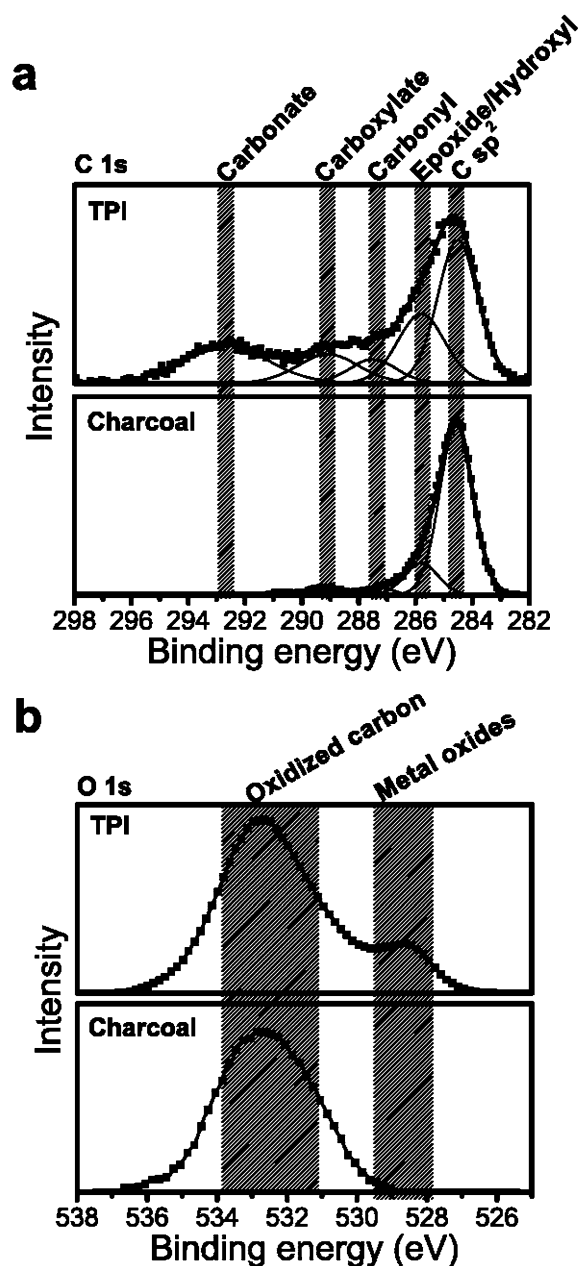 a
Carbonate
Carboxylate
Carbonyl
Epoxide/Hydroxyl
C sp²
C 1s
TPI
Charcoal
Intensity
298 296 294 292 290 288 286 284 282
Binding energy (eV)
b
Oxidized carbon
Metal oxides
O 1s
TPI
Charcoal
Intensity
538 536 534 532 530 528 526
Binding energy (eV)